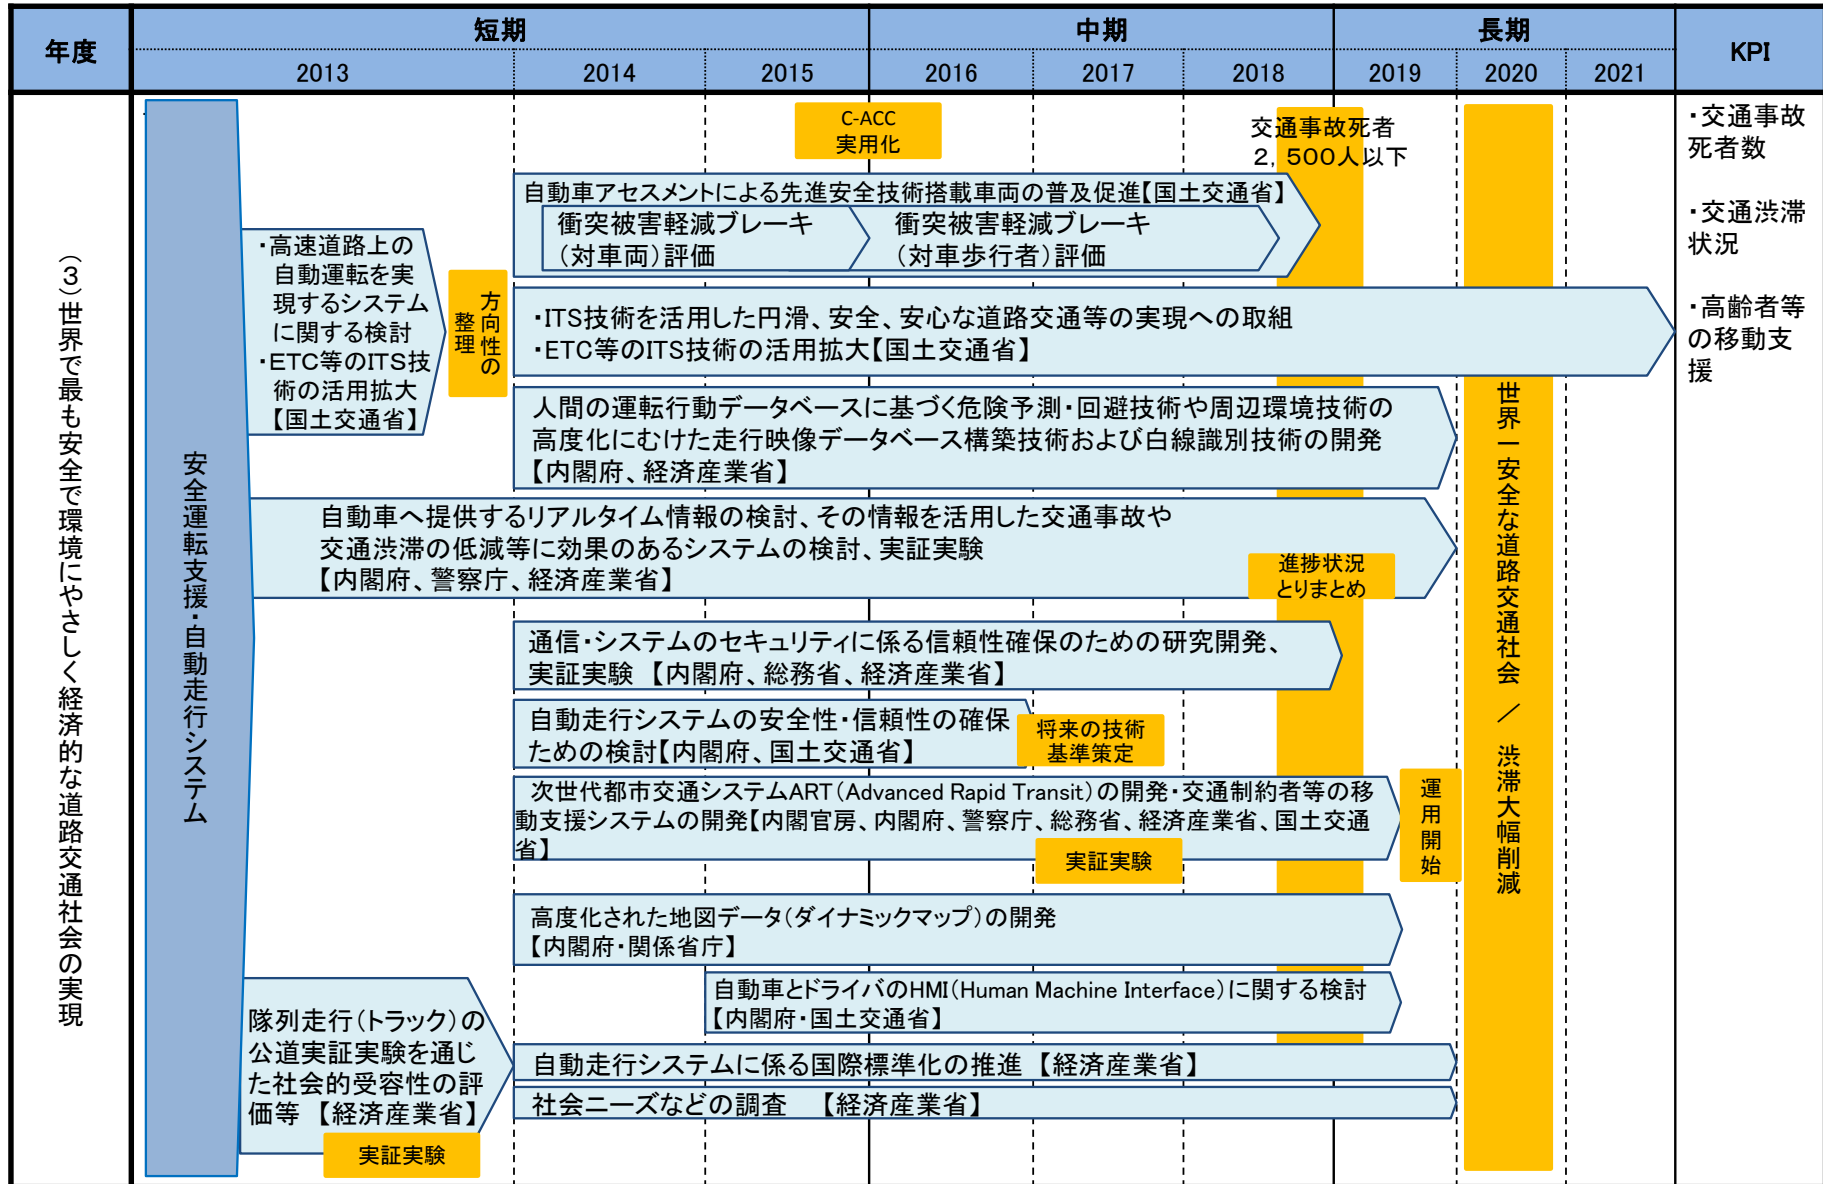 年度
短期
中期
長期
KPI
2013
2014
2015
2016
2017
2018
2019
2020
2021
(3)世界で最も安全で環境にやさしく経済的な道路交通社会の実現
安全運転支援・自動走行システム
C-ACC
実用化
交通事故死者
2,500人以下
・交通事故
死者数
・交通渋滞
状況
・高齢者等
の移動支
援
自動車アセスメントによる先進安全技術搭載車両の普及促進【国土交通省】
衝突被害軽減ブレーキ
(対車両)評価
衝突被害軽減ブレーキ
(対車歩行者)評価
・高速道路上の
自動運転を実
現するシステム
に関する検討
・ETC等のITS技
術の活用拡大
【国土交通省】
方向性の
整理
・ITS技術を活用した円滑、安全、安心な道路交通等の実現への取組
・ETC等のITS技術の活用拡大【国土交通省】
人間の運転行動データベースに基づく危険予測・回避技術や周辺環境技術の
高度化にむけた走行映像データベース構築技術および白線識別技術の開発
【内閣府、経済産業省】
世界一安全な道路交通社会 / 渋滞大幅削減
自動車へ提供するリアルタイム情報の検討、その情報を活用した交通事故や
交通渋滞の低減等に効果のあるシステムの検討、実証実験
【内閣府、警察庁、経済産業省】
進捗状況
とりまとめ
通信・システムのセキュリティに係る信頼性確保のための研究開発、
実証実験 【内閣府、総務省、経済産業省】
自動走行システムの安全性・信頼性の確保
ための検討【内閣府、国土交通省】
将来の技術
基準策定
次世代都市交通システムART(Advanced Rapid Transit)の開発・交通制約者等の移
動支援システムの開発【内閣官房、内閣府、警察庁、総務省、経済産業省、国土交通
省】
実証実験
運用開始
高度化された地図データ(ダイナミックマップ)の開発
【内閣府・関係省庁】
自動車とドライバのHMI(Human Machine Interface)に関する検討
【内閣府・国土交通省】
隊列走行(トラック)の
公道実証実験を通じ
た社会的受容性の評
価等 【経済産業省】
実証実験
自動走行システムに係る国際標準化の推進 【経済産業省】
社会ニーズなどの調査 【経済産業省】